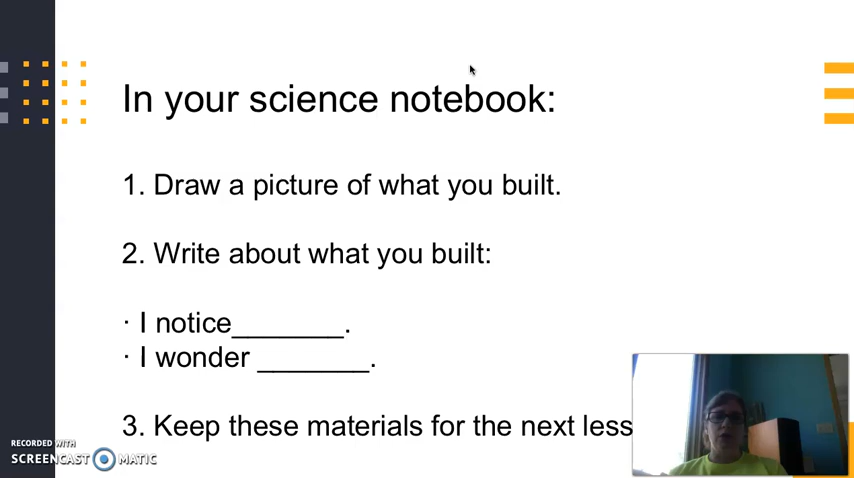 In your science notebook:
1. Draw a picture of what you built.
2. Write about what you built:
· I notice_______.
· I wonder _______.
3. Keep these materials for the next less
RECORDED WITH
SCREENCAST MATIC